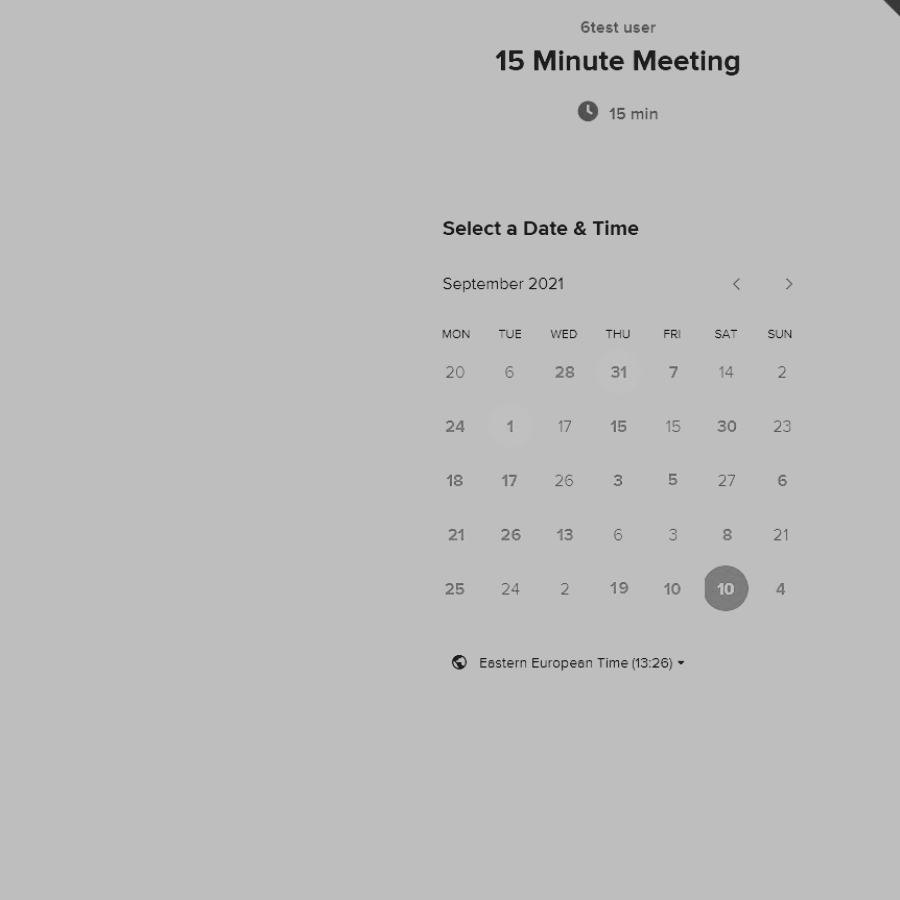 6test user
15 Minute Meeting
15 min
Select a Date & Time
September 2021
MON TUE WED THU FRI SAT SUN
20 6 28 31 7 14 2
24 1 17 15 15 30 23
18 17 26 3 5 27 6
21 26 13 6 3 8 21
25 24 2 19 10 10 4
Eastern European Time (13:26)